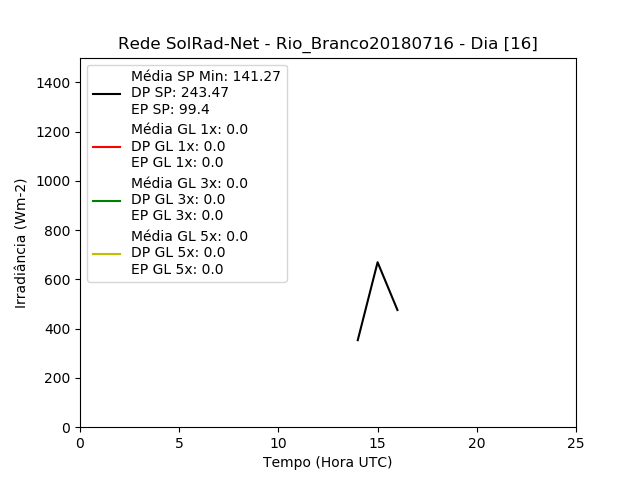 Rede SolRad-Net - Rio_Branco20180716 - Dia [16]
Média SP Min: 141.27
DP SP: 243.47
EP SP: 99.4
Média GL 1x: 0.0
DP GL 1x: 0.0
EP GL 1x: 0.0
Média GL 3x: 0.0
DP GL 3x: 0.0
EP GL 3x: 0.0
Média GL 5x: 0.0
DP GL 5x: 0.0
EP GL 5x: 0.0
Irradiância (Wm-2)
1400
1200
1000
800
600
400
200
0
0 5 10 15 20 25
Tempo (Hora UTC)